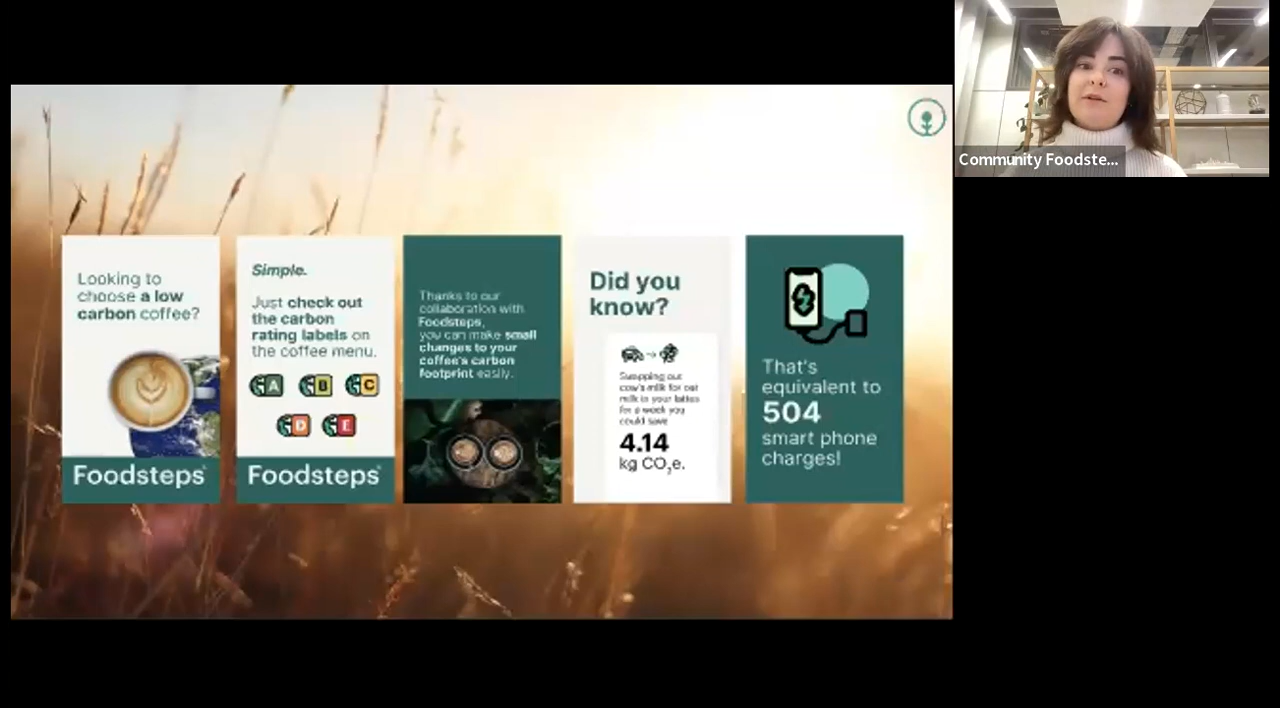 Community Foodste...
Looking to
choose a low
carbon coffee?
Foodsteps
Simple.
Just check out
the carbon
rating labels on
the coffee menu.
A
B
C
D
E
Foodsteps
Thanks to our
collaboration with
Foodsteps,
you can make small
changes to your
coffee's carbon
footprint easily.
Did you
know?
Swapping out
cow's milk for oat
milk in your lattes
for a week you
could save
4.14
kg CO₂e.
That's
equivalent to
504
smart phone
charges!